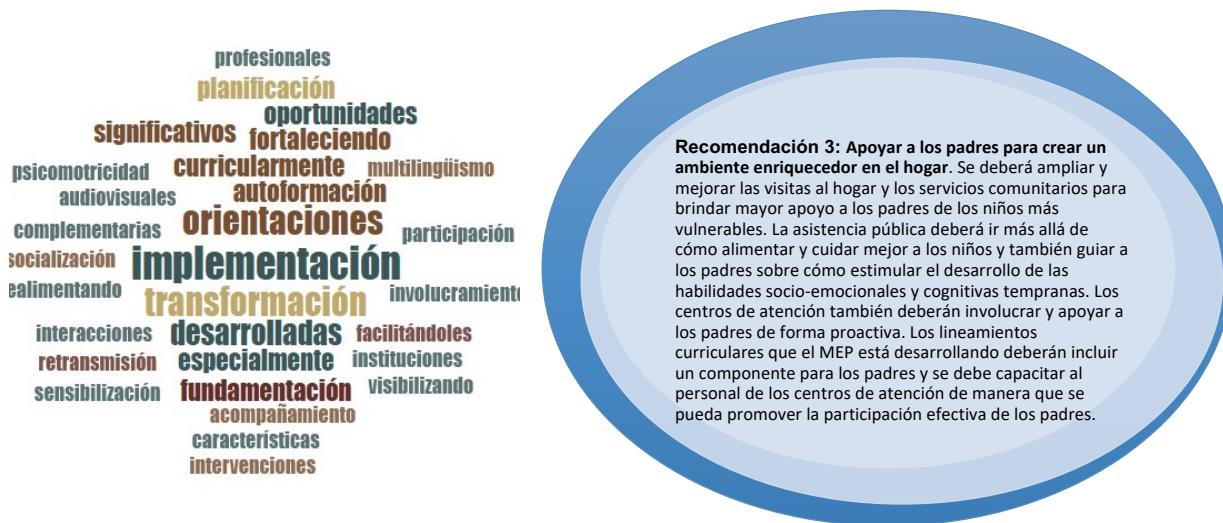 profesionales
planificación
oportunidades
significativos fortaleciendo
psicomotricidad curricularmente multilingüismo
audiovisuales autoformación
complementarias orientaciones participación
socialización implementación
ealimentando transformación involucramiento
interacciones desarrolladas facilitándoles
retransmisión especialmente instituciones
sensibilización fundamentación visibilizando
acompañamiento
características
intervenciones
Recomendación 3: Apoyar a los padres para crear un
ambiente enriquecedor en el hogar. Se deberá ampliar y
mejorar las visitas al hogar y los servicios comunitarios para
brindar mayor apoyo a los padres de los niños más
vulnerables. La asistencia pública deberá ir más allá de
cómo alimentar y cuidar mejor a los niños y también guiar a
los padres sobre cómo estimular el desarrollo de las
habilidades socio-emocionales y cognitivas tempranas. Los
centros de atención también deberán involucrar y apoyar a
los padres de forma proactiva. Los lineamientos
curriculares que el MEP está desarrollando deberán incluir
un componente para los padres y se debe capacitar al
personal de los centros de atención de manera que se
pueda promover la participación efectiva de los padres.